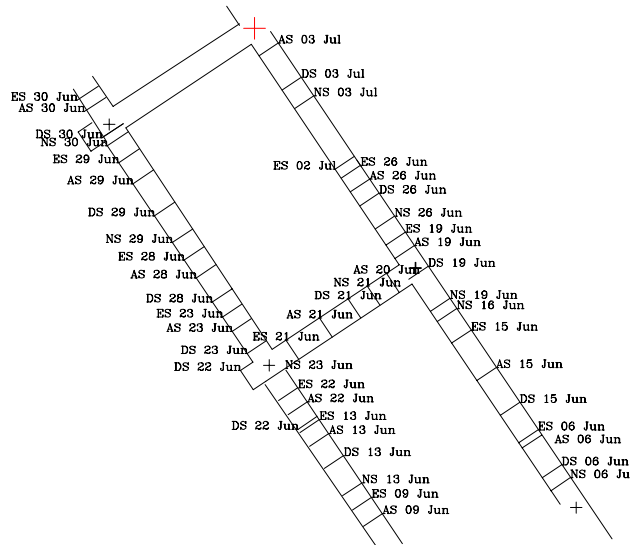 AS 03 Jul
DS 03 Jul
NS 03 Jul
ES 30 Jun
AS 30 Jun
DS 30 Jun
NS 30 Jun
ES 29 Jun
ES 02 Jul
ES 26 Jun
AS 29 Jun
AS 26 Jun
DS 26 Jun
DS 29 Jun
NS 26 Jun
NS 29 Jun
ES 19 Jun
AS 19 Jun
ES 28 Jun
DS 19 Jun
AS 28 Jun
AS 20 Jun
NS 21 Jun
DS 21 Jun
NS 19 Jun
DS 28 Jun
NS 16 Jun
ES 23 Jun
AS 21 Jun
AS 23 Jun
ES 15 Jun
ES 21 Jun
DS 23 Jun
DS 22 Jun
NS 23 Jun
AS 15 Jun
ES 22 Jun
AS 22 Jun
DS 15 Jun
ES 13 Jun
DS 22 Jun
AS 13 Jun
ES 06 Jun
AS 06 Jun
DS 13 Jun
DS 06 Jun
NS 06 Ju
NS 13 Jun
ES 09 Jun
AS 09 Jun